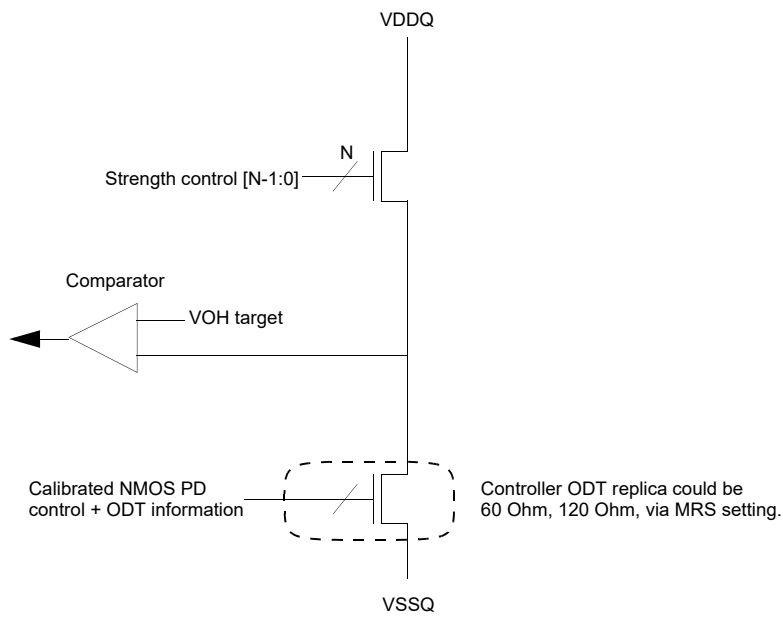 VDDQ
N
Strength control [N-1:0]
Comparator
VOH target
Calibrated NMOS PD
control + ODT information
Controller ODT replica could be
60 Ohm, 120 Ohm, via MRS setting.
VSSQ